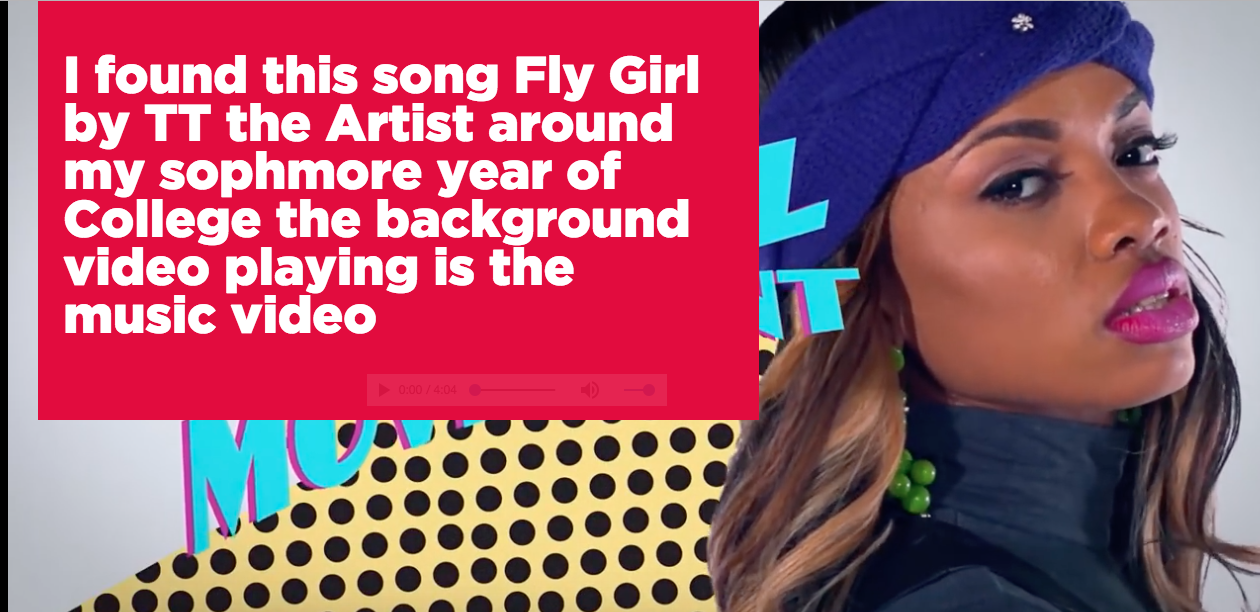 I found this song Fly Girl
by TT the Artist around
my sophmore year of
College the background
video playing is the
music video
0:00 / 4:04